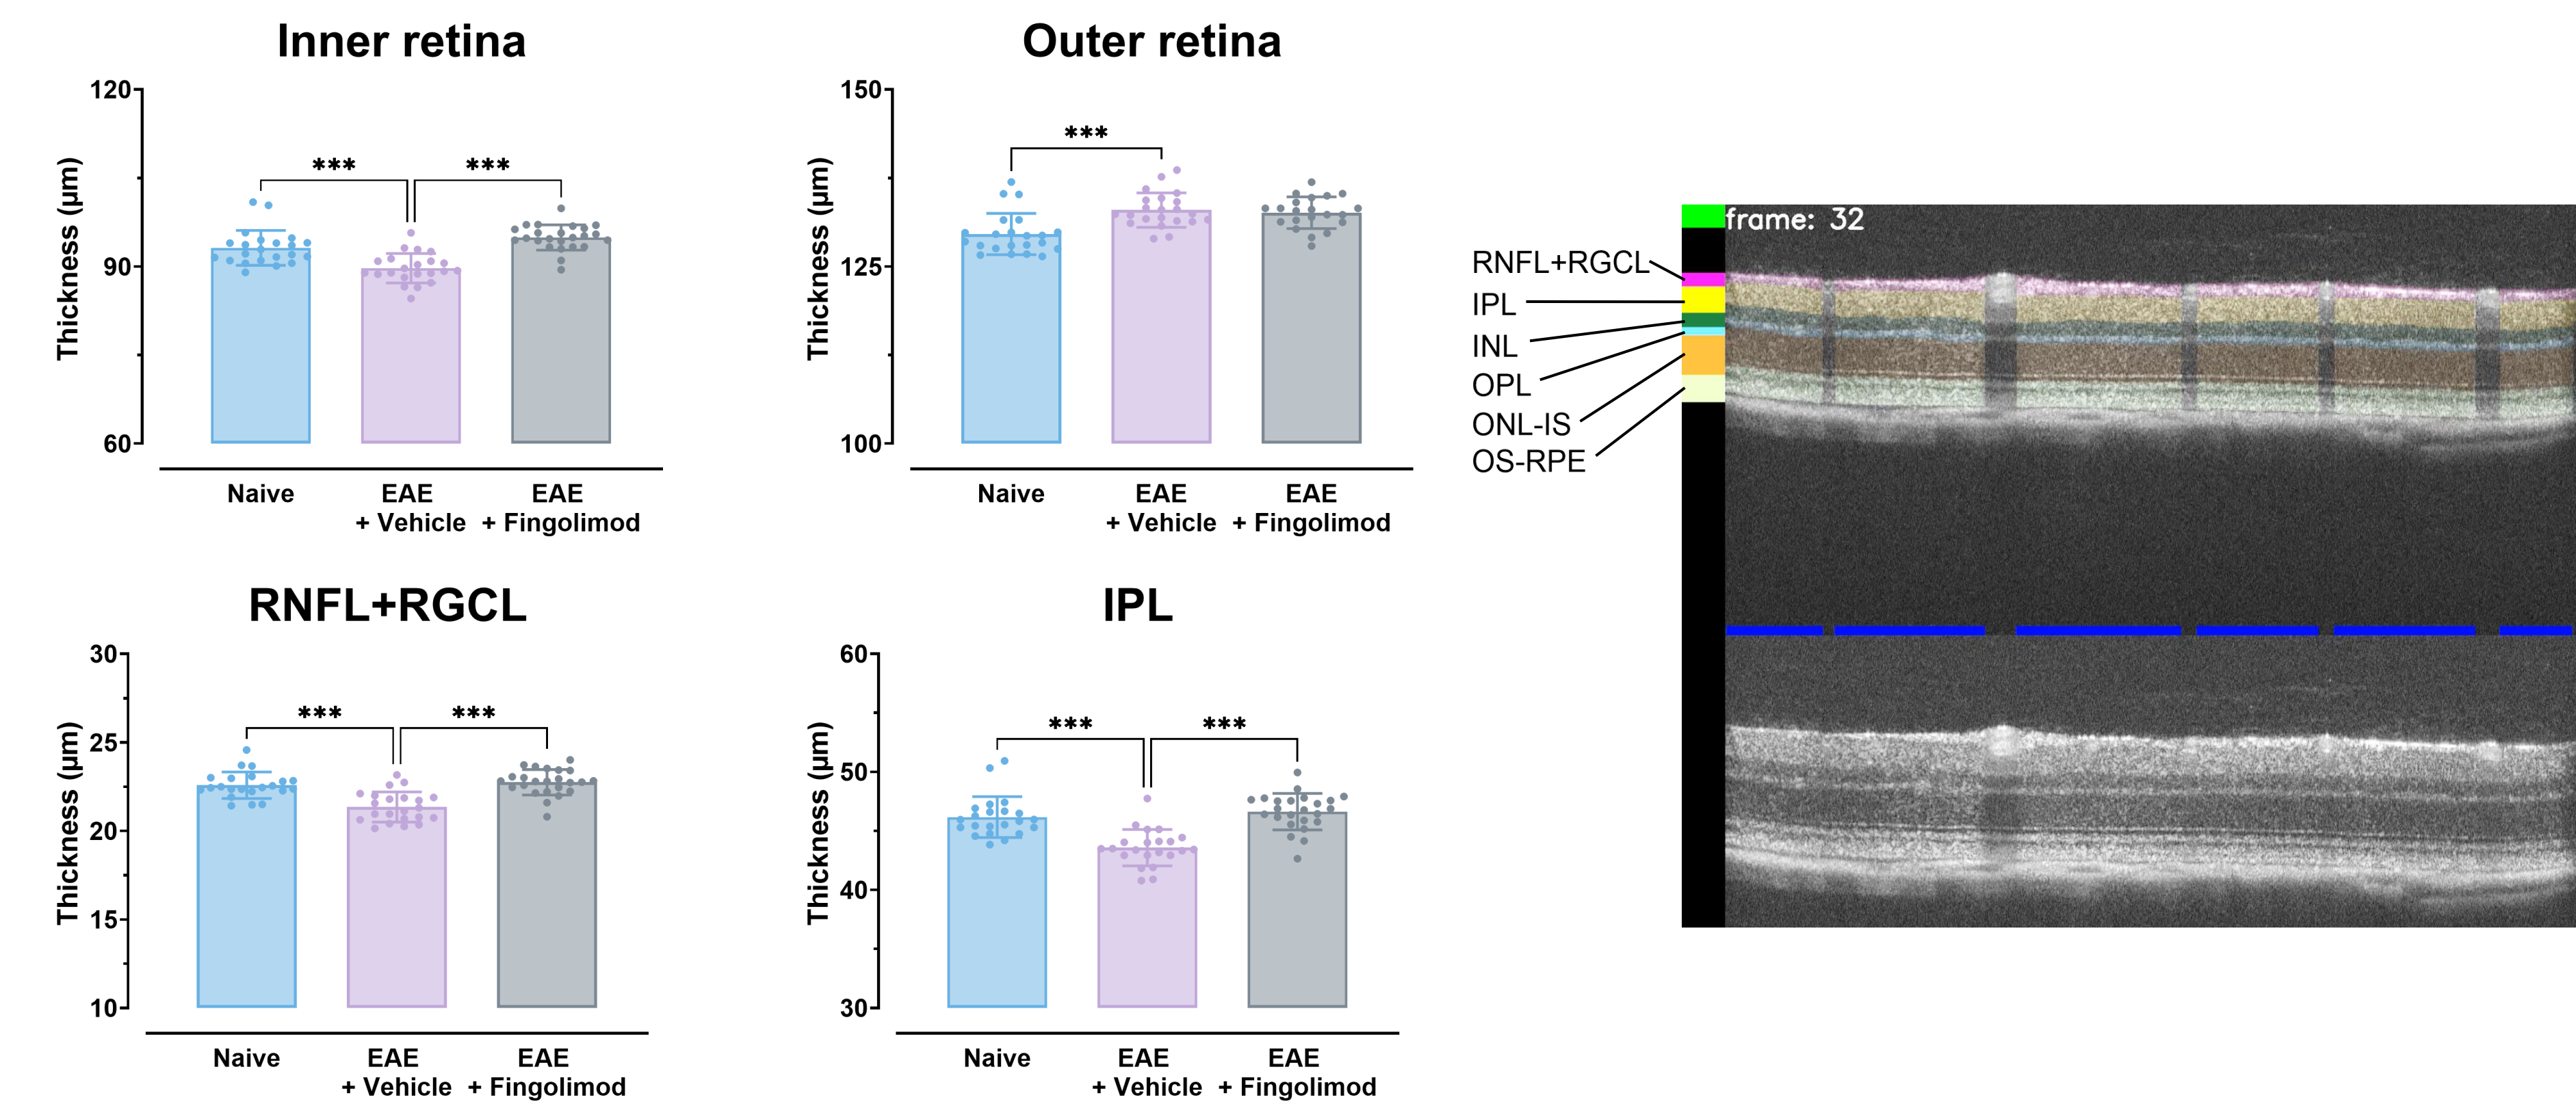 Inner retina
Thickness (µm)
120
90
60
***
***
Naive
EAE
+ Vehicle
EAE
+ Fingolimod
Outer retina
Thickness (µm)
150
125
100
***
Naive
EAE
+ Vehicle
EAE
+ Fingolimod
RNFL+RGCL
IPL
INL
OPL
ONL-IS
OS-RPE
frame: 32
RNFL+RGCL
Thickness (µm)
30
25
20
15
10
***
***
Naive
EAE
+ Vehicle
EAE
+ Fingolimod
IPL
Thickness (µm)
60
50
40
30
***
***
Naive
EAE
+ Vehicle
EAE
+ Fingolimod